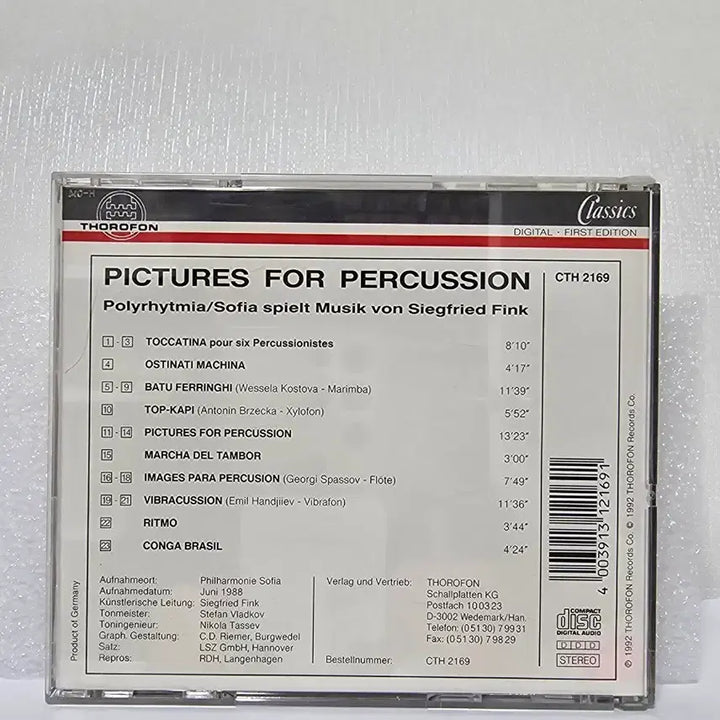 THOROFON
Classics
DIGITAL · FIRST EDITION
PICTURES FOR PERCUSSION
CTH 2169
Polyrhytmia/Sofia spielt Musik von Siegfried Fink
1 - 3 TOCCATINA pour six Percussionistes 8'10"
4 OSTINATI MACHINA 4'17"
5 - 9 BATU FERRINGHI (Wessela Kostova - Marimba) 11'39"
10 TOP-KAPI (Antonin Brzecka - Xylofon) 5'52"
11 - 14 PICTURES FOR PERCUSSION 13'23"
15 MARCHA DEL TAMBOR 3'00"
16 - 18 IMAGES PARA PERCUSION (Georgi Spassov - Flöte) 7'49"
19 - 21 VIBRACUSSION (Emil Handjiiev - Vibrafon) 11'36"
22 RITMO 3'44"
23 CONGA BRASIL 4'24"
Aufnahmeort: Philharmonie Sofia
Aufnahmedatum: Juni 1988
Künstlerische Leitung: Siegfried Fink
Tonmeister: Stefan Vladkov
Toningenieur: Nikola Tassev
Graph. Gestaltung: C.D. Riemer, Burgwedel
Satz: LSZ GmbH, Hannover
Repros: RDH, Langenhagen
Verlag und Vertrieb: THOROFON
Schallplatten KG
Postfach 100323
D-3002 Wedemark/Han.
Telefon: (05130) 79931
Fax: (05130) 79829
Bestellnummer: CTH 2169
4 003913 121691
COMPACT
disc
DIGITAL AUDIO
DDD
STEREO
℗ 1992 THOROFON Records Co. © 1992 THOROFON Records Co.
Product of Germany